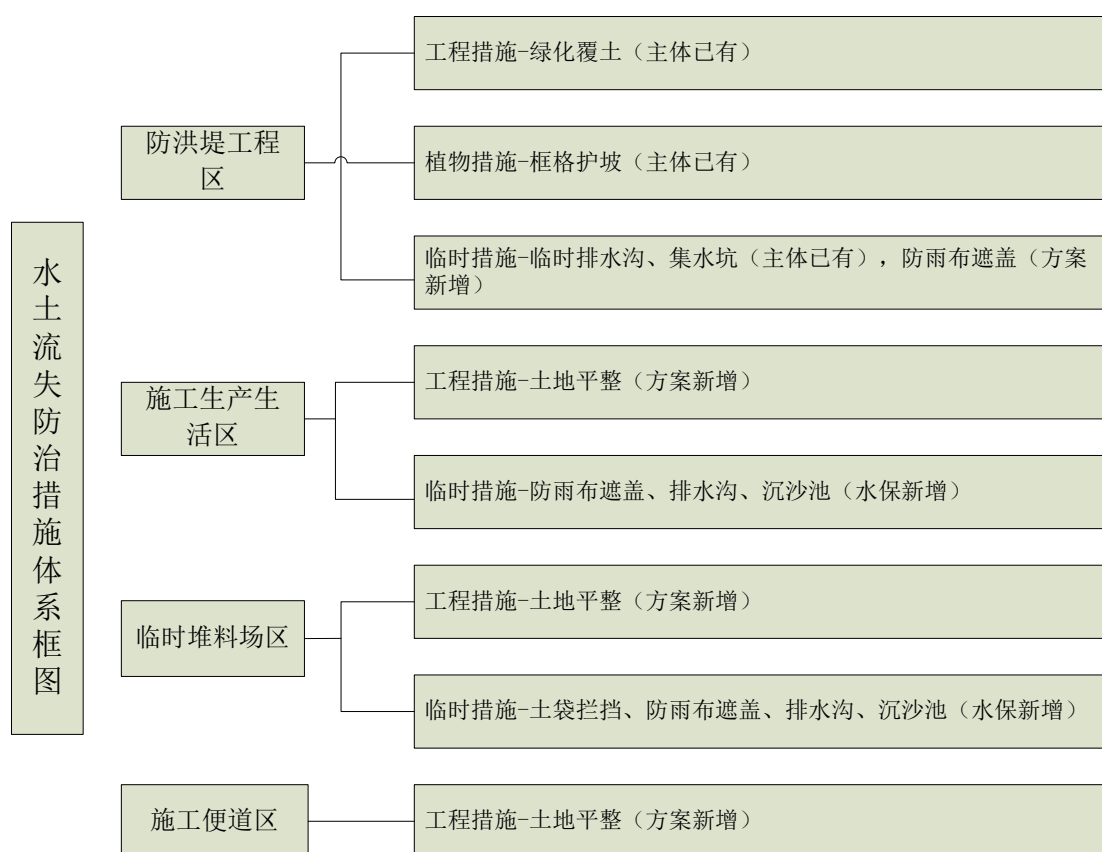 水土流失防治措施体系框图
防洪堤工程
区
工程措施-绿化覆土（主体已有）
植物措施-框格护坡（主体已有）
临时措施-临时排水沟、集水坑（主体已有），防雨布遮盖（方案
新增）
施工生产生
活区
工程措施-土地平整（方案新增）
临时措施-防雨布遮盖、排水沟、沉沙池（水保新增）
临时堆料场区
工程措施-土地平整（方案新增）
临时措施-土袋拦挡、防雨布遮盖、排水沟、沉沙池（水保新增）
施工便道区
工程措施-土地平整（方案新增）